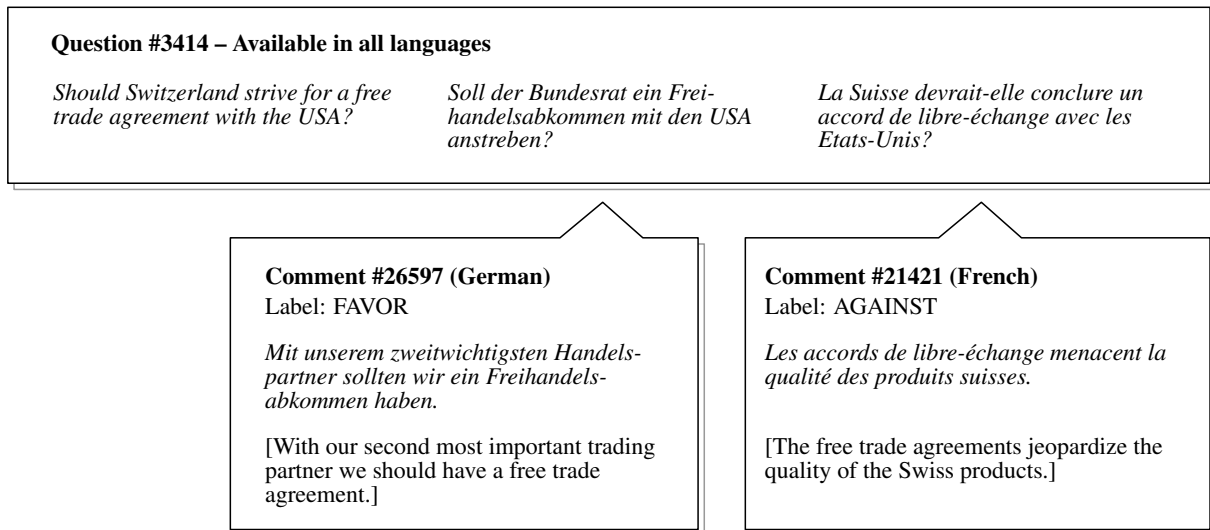 Question #3414 – Available in all languages
Should Switzerland strive for a free
trade agreement with the USA?
Soll der Bundesrat ein Frei-
handelsabkommen mit den USA
anstreben?
La Suisse devrait-elle conclure un
accord de libre-échange avec les
Etats-Unis?
Comment #26597 (German)
Label: FAVOR
Mit unserem zweitwichtigsten Handels-
partner sollten wir ein Freihandels-
abkommen haben.
[With our second most important trading
partner we should have a free trade
agreement.]
Comment #21421 (French)
Label: AGAINST
Les accords de libre-échange menacent la
qualité des produits suisses.
[The free trade agreements jeopardize the
quality of the Swiss products.]